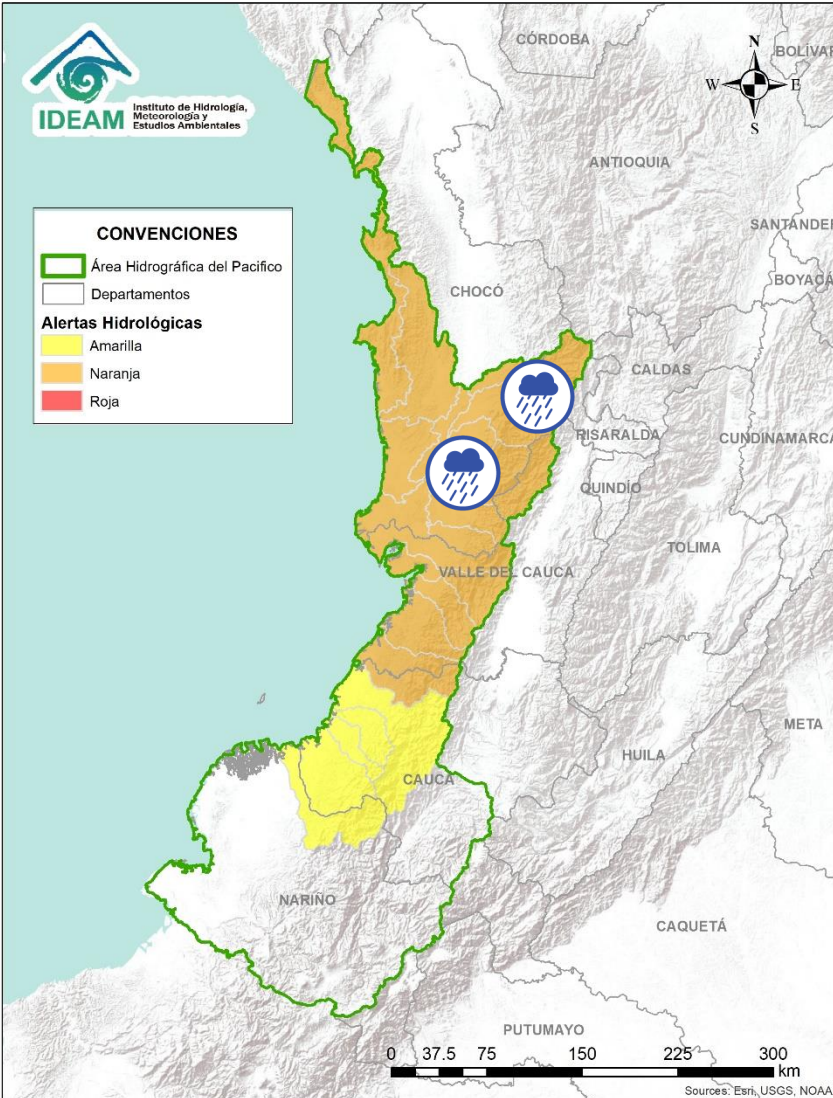 IDEAM
Instituto de Hidrología,
Meteorología y
Estudios Ambientales
N
W E
S
CÓRDOBA
BOLÍVAR
ANTIOQUIA
SANTANDER
BOYACÁ
CONVENCIONES
Área Hidrográfica del Pacifico
Departamentos
Alertas Hidrológicas
Amarilla
Naranja
Roja
CHOCÓ
CALDAS
RISARALDA
CUNDINAMARCA
QUINDÍO
TOLIMA
VALLE DEL CAUCA
META
HUILA
CAUCA
NARIÑO
CAQUETÁ
PUTUMAYO
0 37.5 75 150 225 300
km
Sources: Esri, USGS, NOAA